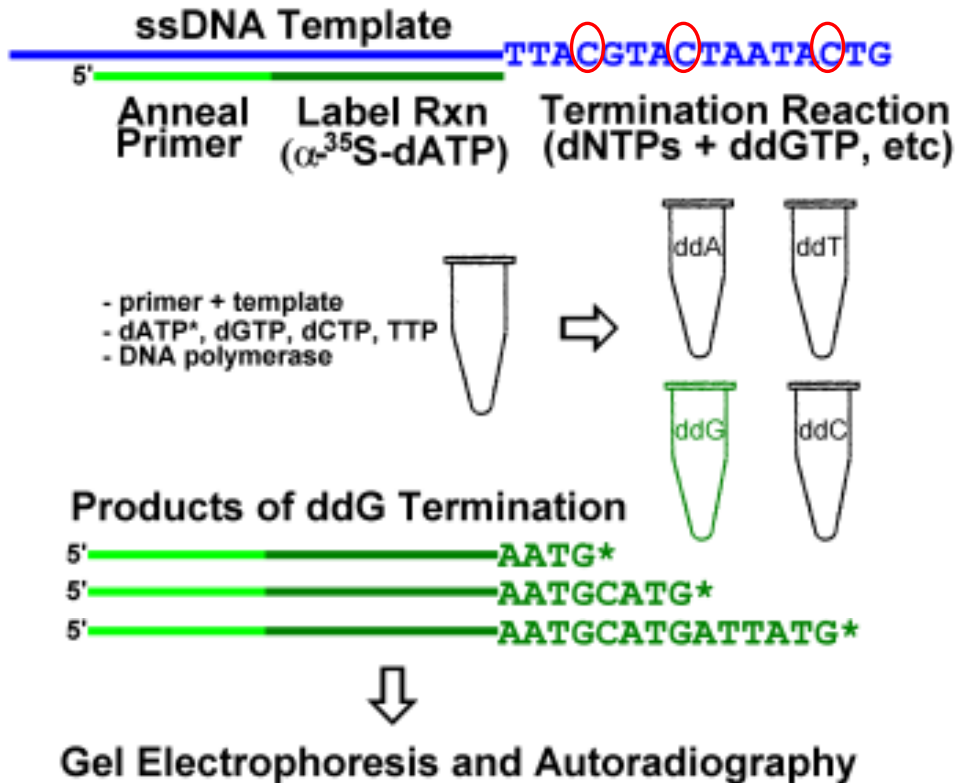 ssDNA Template
TTACGTACTAATACTG
5'
Anneal
Primer
Label Rxn
(α-³⁵S-dATP)
Termination Reaction
(dNTPs + ddGTP, etc)
- primer + template
- dATP*, dGTP, dCTP, TTP
- DNA polymerase
ddA
ddT
ddG
ddC
Products of ddG Termination
5' AATG*
5' AATGCATG*
5' AATGCATGATTATG*
Gel Electrophoresis and Autoradiography